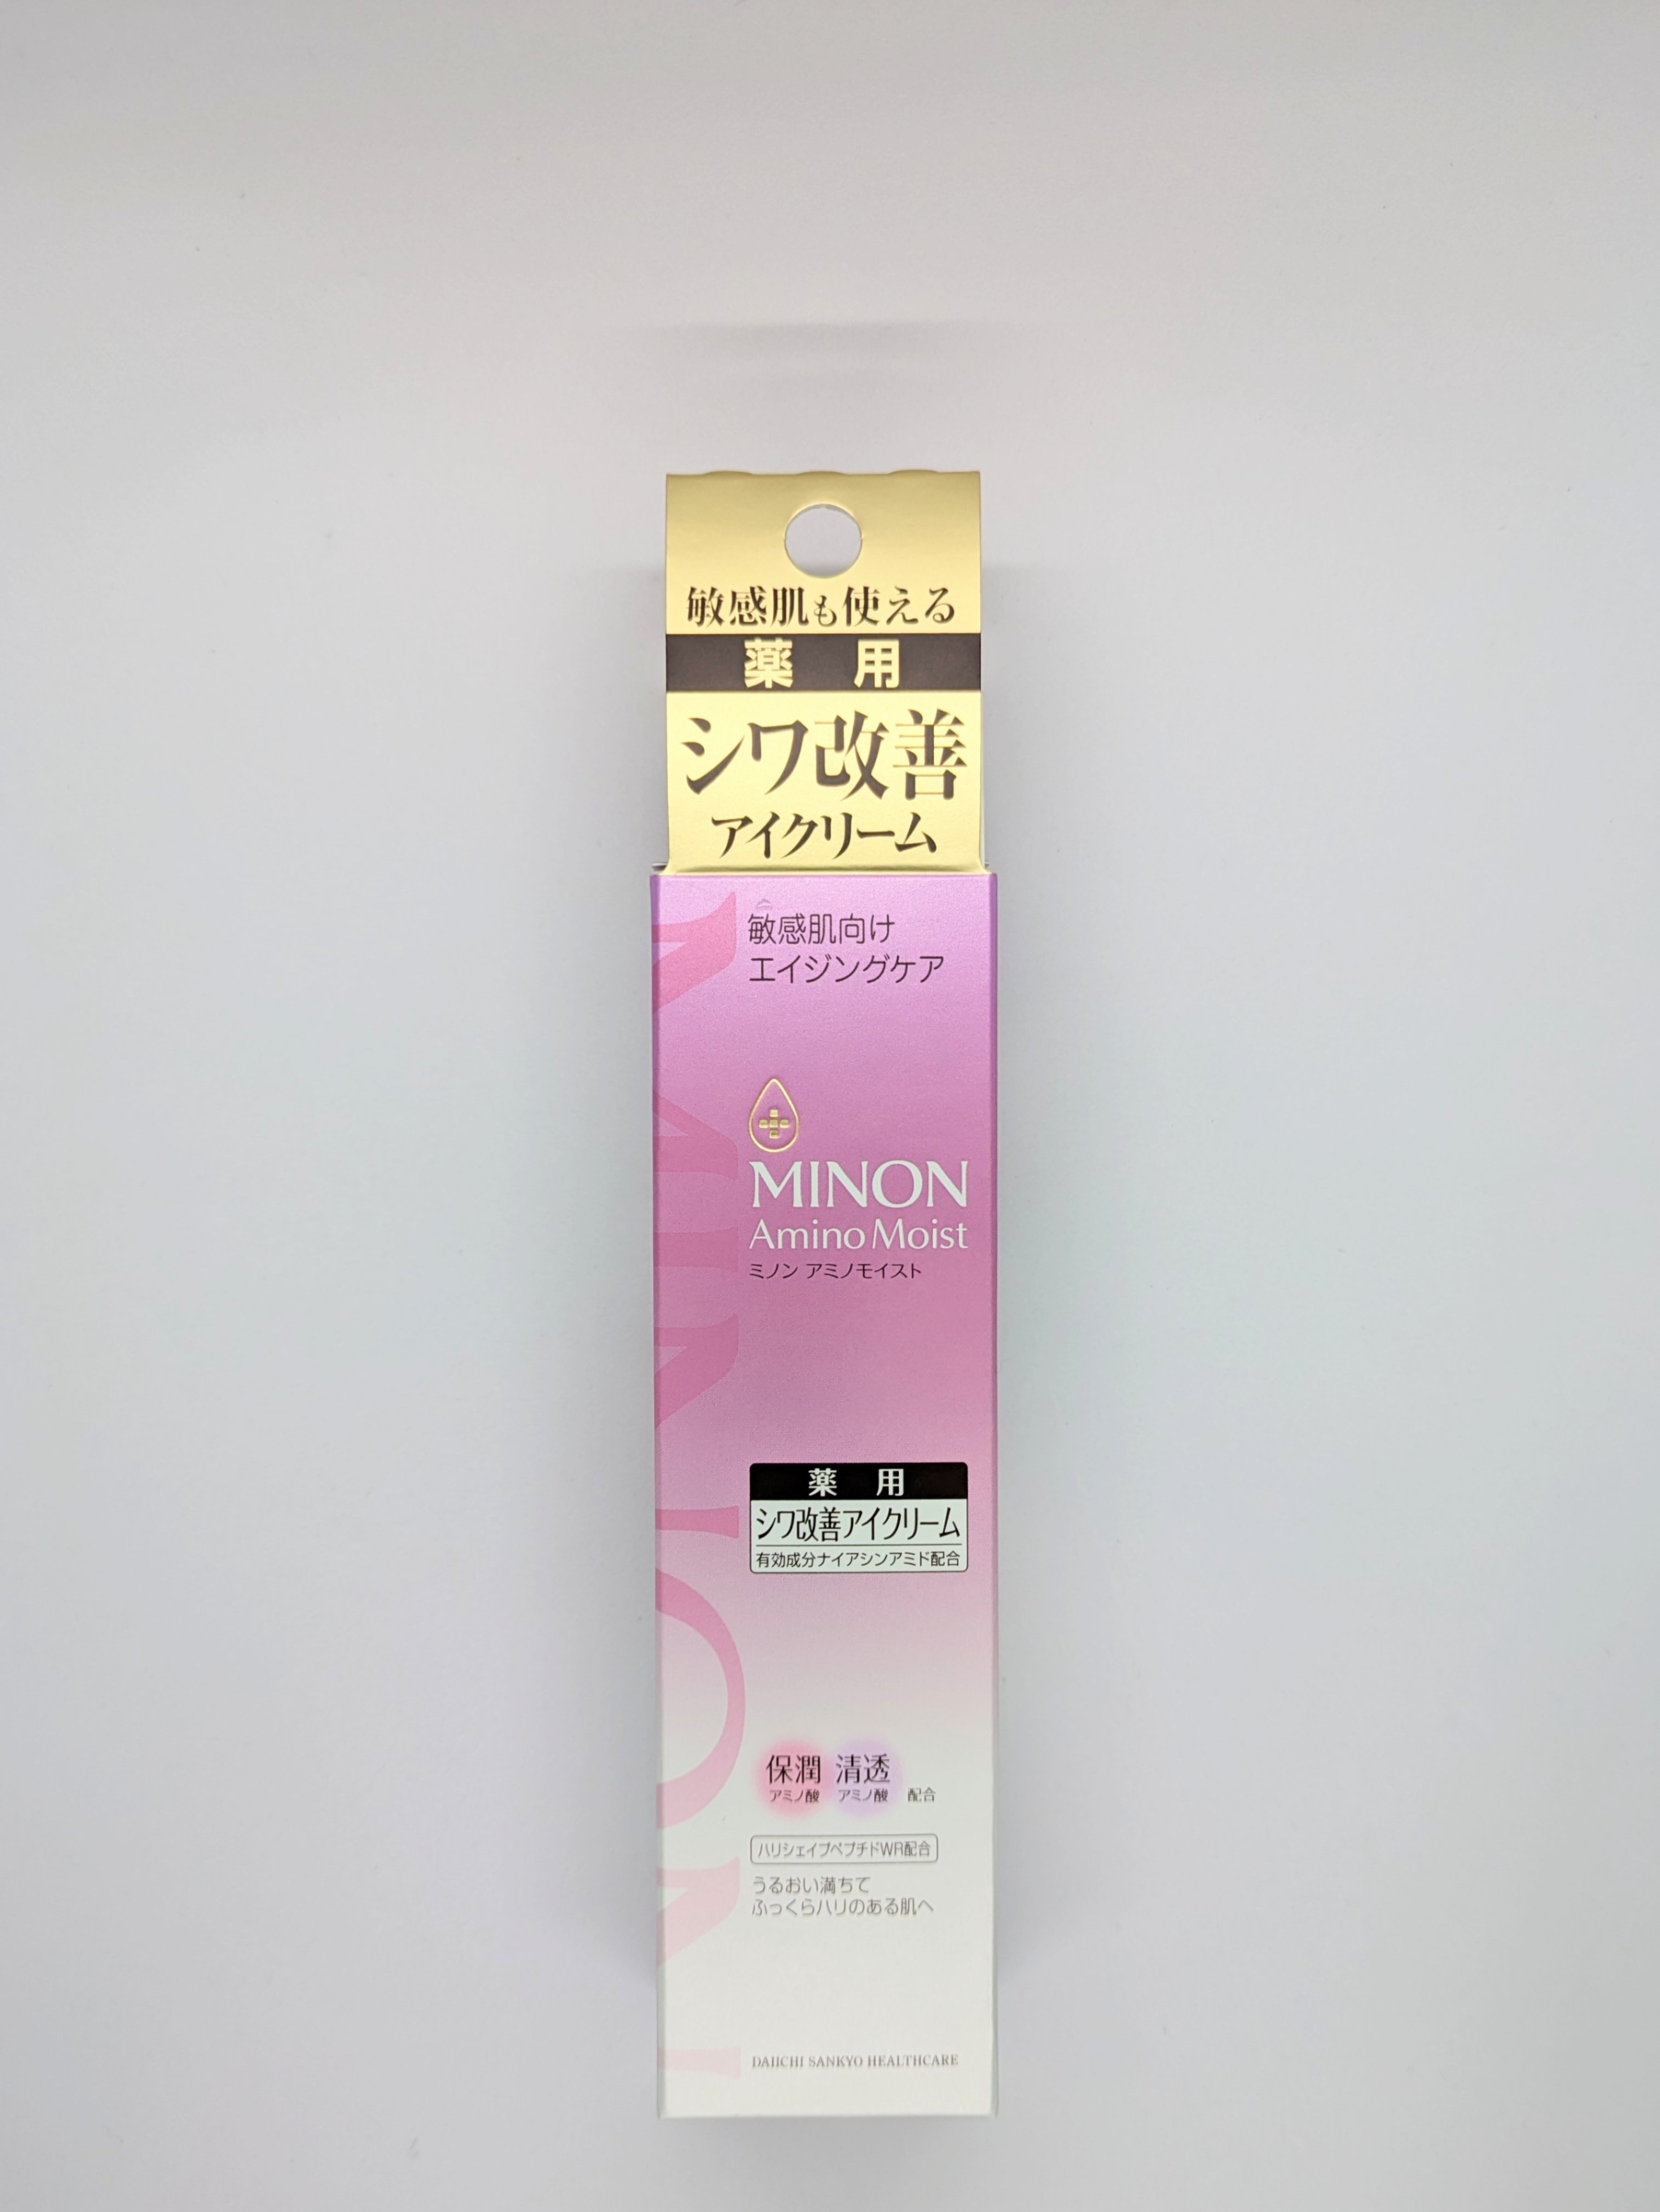 敏感肌も使える
薬用
シワ改善
アイクリーム
敏感肌向け
エイジングケア
MINON
Amino Moist
ミノン アミノモイスト
薬用
シワ改善アイクリーム
有効成分ナイアシンアミド配合
保潤 清透
アミノ酸 アミノ酸 配合
ハリシェイプペプチドWR配合
うるおい満ちて
ふっくらハリのある肌へ
DAIICHI SANKYO HEALTHCARE
MINON